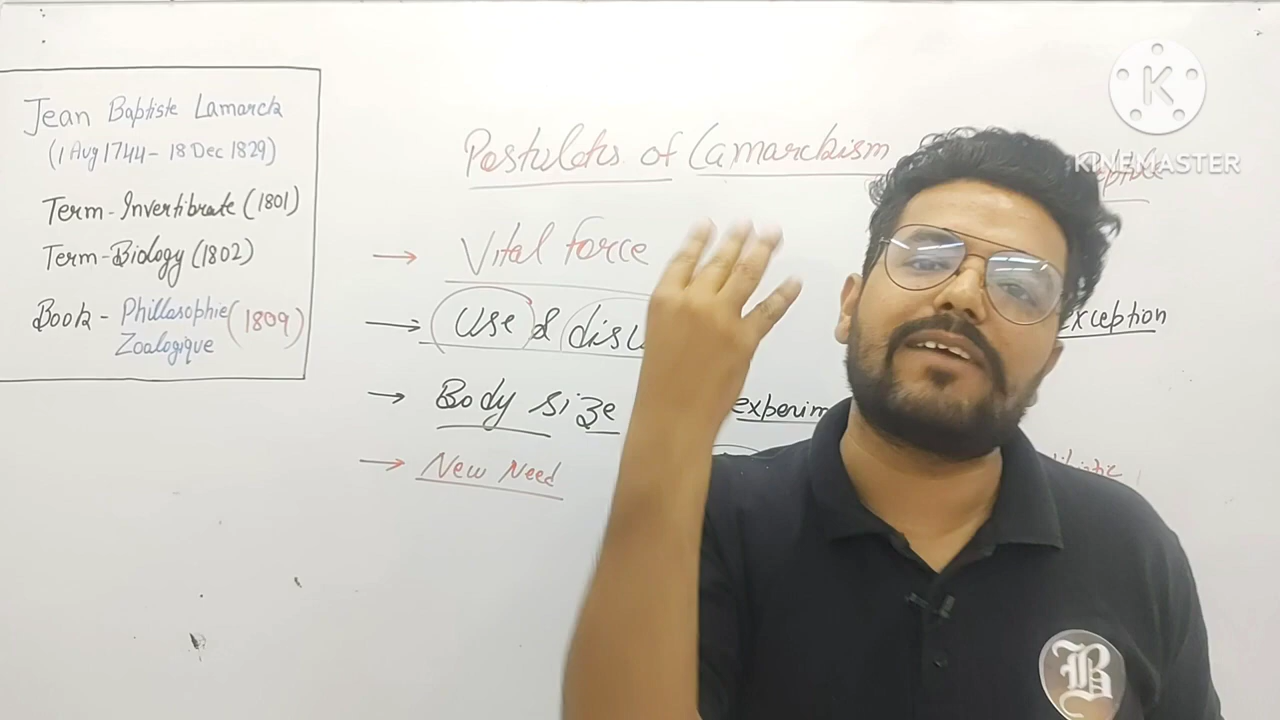 Jean Baptiste Lamarck
(1 Aug 1744 - 18 Dec 1829)
Term - Invertibrate (1801)
Term - Biology (1802)
Book - Phillosophie (1809)
Zoalogique
Postulates of Lamarckism
→ Vital force
→ Use & disu
exception
→ Body size
experim
→ New Need
K
KINEMASTER
B